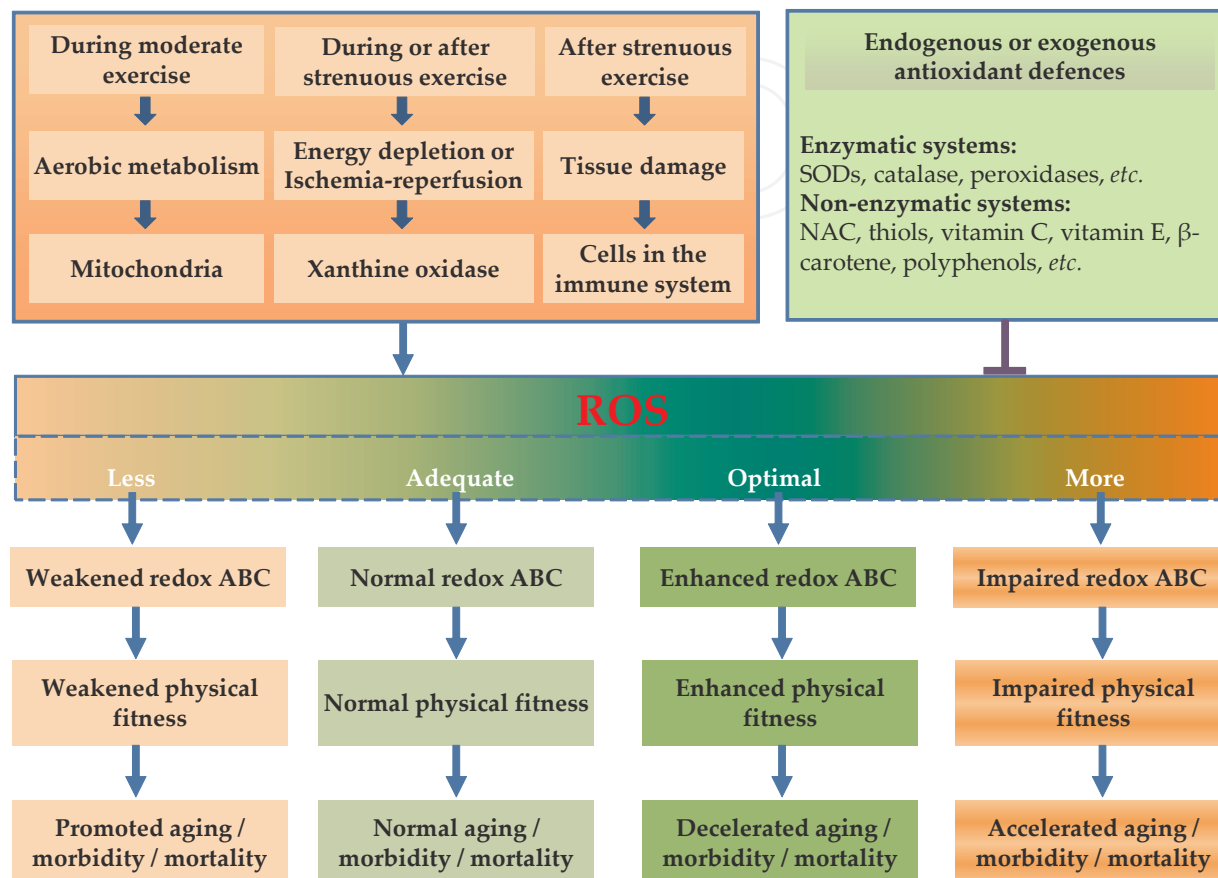 During moderate
exercise
Aerobic metabolism
Mitochondria
During or after
strenuous exercise
Energy depletion or
Ischemia-reperfusion
Xanthine oxidase
After strenuous
exercise
Tissue damage
Cells in the
immune system
Endogenous or exogenous
antioxidant defences
Enzymatic systems:
SODs, catalase, peroxidases, etc.
Non-enzymatic systems:
NAC, thiols, vitamin C, vitamin E, β-
carotene, polyphenols, etc.
ROS
Less
Adequate
Optimal
More
Weakened redox ABC
Normal redox ABC
Enhanced redox ABC
Impaired redox ABC
Weakened physical
fitness
Normal physical fitness
Enhanced physical
fitness
Impaired physical
fitness
Promoted aging /
morbidity / mortality
Normal aging /
morbidity / mortality
Decelerated aging /
morbidity / mortality
Accelerated aging /
morbidity / mortality